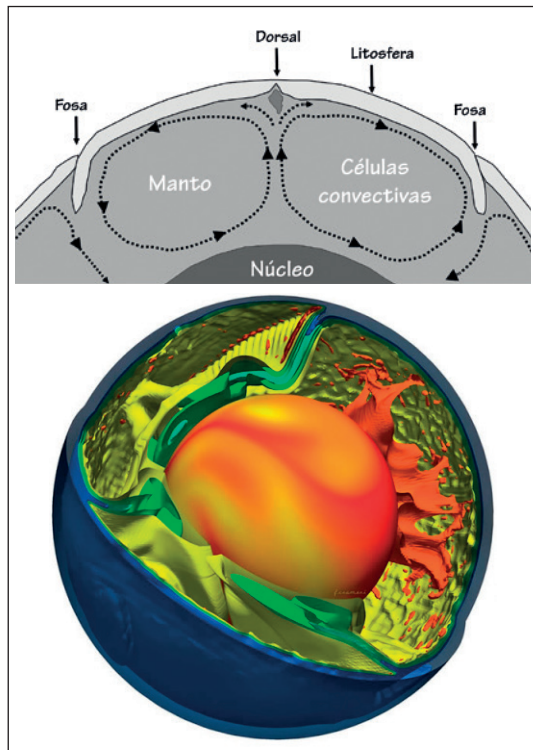 Dorsal
Litosfera
Fosa
Fosa
Manto
Células
convectivas
Núcleo